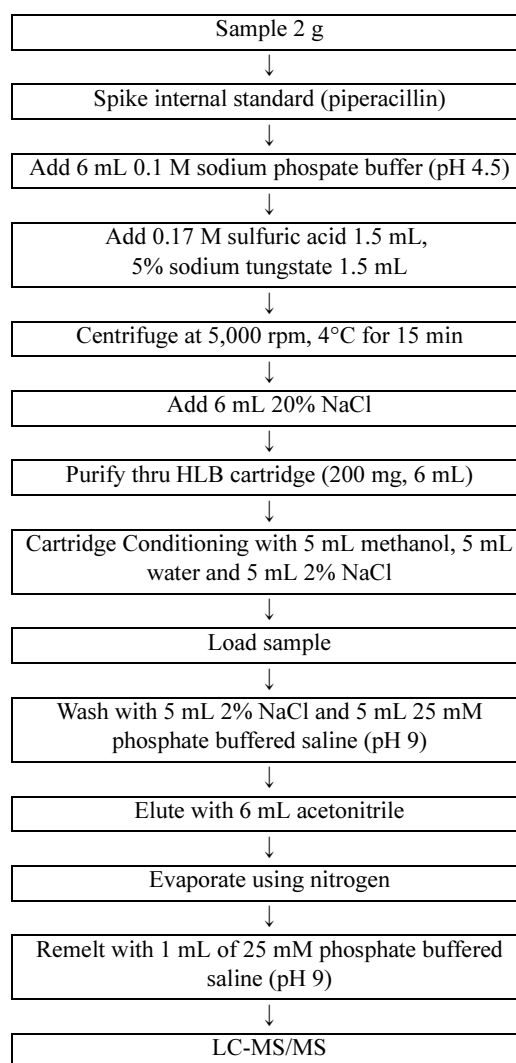 Sample 2 g
↓
Spike internal standard (piperacillin)
↓
Add 6 mL 0.1 M sodium phospate buffer (pH 4.5)
↓
Add 0.17 M sulfuric acid 1.5 mL,
5% sodium tungstate 1.5 mL
↓
Centrifuge at 5,000 rpm, 4°C for 15 min
↓
Add 6 mL 20% NaCl
↓
Purify thru HLB cartridge (200 mg, 6 mL)
↓
Cartridge Conditioning with 5 mL methanol, 5 mL
water and 5 mL 2% NaCl
↓
Load sample
↓
Wash with 5 mL 2% NaCl and 5 mL 25 mM
phosphate buffered saline (pH 9)
↓
Elute with 6 mL acetonitrile
↓
Evaporate using nitrogen
↓
Remelt with 1 mL of 25 mM phosphate buffered
saline (pH 9)
↓
LC-MS/MS